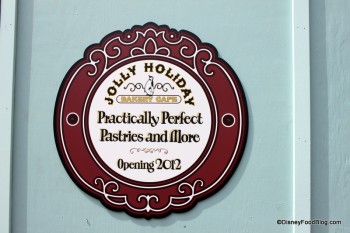 JOLLY HOLIDAY
BAKERY CAFE
Practically Perfect
Pastries and More
Opening 2012
©DisneyFoodBlog.com